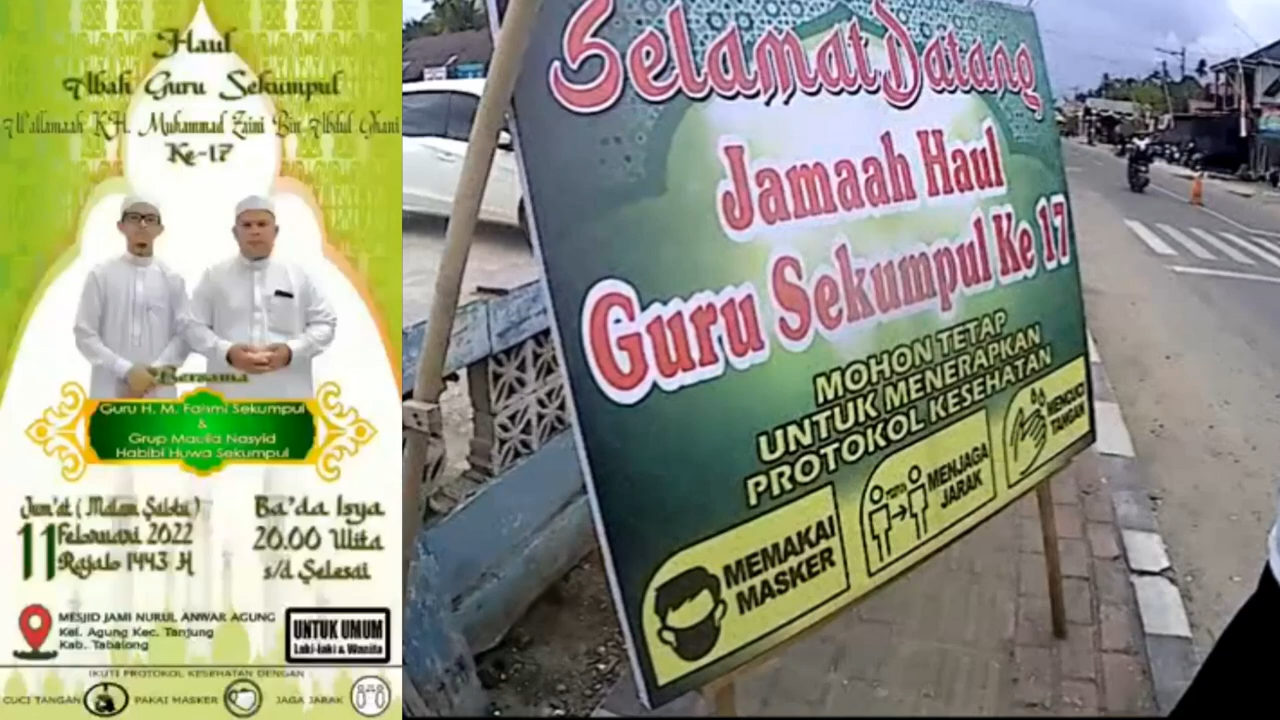 Haul
Abah Guru Sekumpul
Al'allamaah KH. Muhammad Zaini Bin Abdul Ghani
Ke-17
Bersama
Guru H. M. Fahmi Sekumpul
&
Grup Maulia Nasyid
Habibi Huwa Sekumpul
Jum'at ( Malam Sabtu )
11 Februari 2022
Rajab 1443 H
Ba'da Isya
20.00 Wita
s/d Selesai
MESJID JAMI NURUL ANWAR AGUNG
Kel. Agung Kec. Tanjung
Kab. Tabalong
UNTUK UMUM
Laki-laki & Wanita
IKUTI PROTOKOL KESEHATAN DENGAN
CUCI TANGAN
PAKAI MASKER
JAGA JARAK
Selamat Datang
Jamaah Haul
Guru Sekumpul Ke 17
MOHON TETAP
UNTUK MENERAPKAN
PROTOKOL KESEHATAN
MEMAKAI
MASKER
MENJAGA
JARAK
MENCUCI
TANGAN